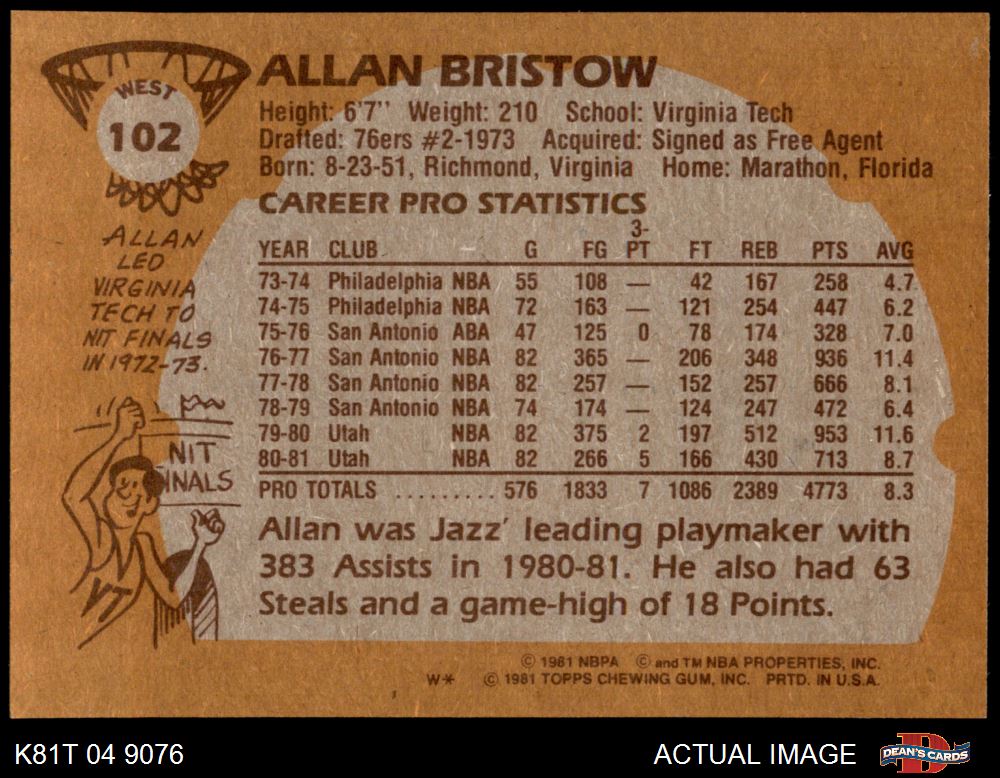 WEST
102
ALLAN BRISTOW
Height: 6'7'' Weight: 210 School: Virginia Tech
Drafted: 76ers #2-1973 Acquired: Signed as Free Agent
Born: 8-23-51, Richmond, Virginia Home: Marathon, Florida
CAREER PRO STATISTICS
YEAR CLUB G FG 3-PT FT REB PTS AVG
73-74 Philadelphia NBA 55 108 — 42 167 258 4.7
74-75 Philadelphia NBA 72 163 — 121 254 447 6.2
75-76 San Antonio ABA 47 125 0 78 174 328 7.0
76-77 San Antonio NBA 82 365 — 206 348 936 11.4
77-78 San Antonio NBA 82 257 — 152 257 666 8.1
78-79 San Antonio NBA 74 174 — 124 247 472 6.4
79-80 Utah NBA 82 375 2 197 512 953 11.6
80-81 Utah NBA 82 266 5 166 430 713 8.7
PRO TOTALS ......... 576 1833 7 1086 2389 4773 8.3
Allan was Jazz' leading playmaker with
383 Assists in 1980-81. He also had 63
Steals and a game-high of 18 Points.
ALLAN
LED
VIRGINIA
TECH TO
NIT FINALS
IN 1972-73.
NIT
FINALS
VT
© 1981 NBPA © and TM NBA PROPERTIES, INC.
W* © 1981 TOPPS CHEWING GUM, INC. PRTD. IN U.S.A.
K81T 04 9076
ACTUAL IMAGE
D
DEAN'S CARDS